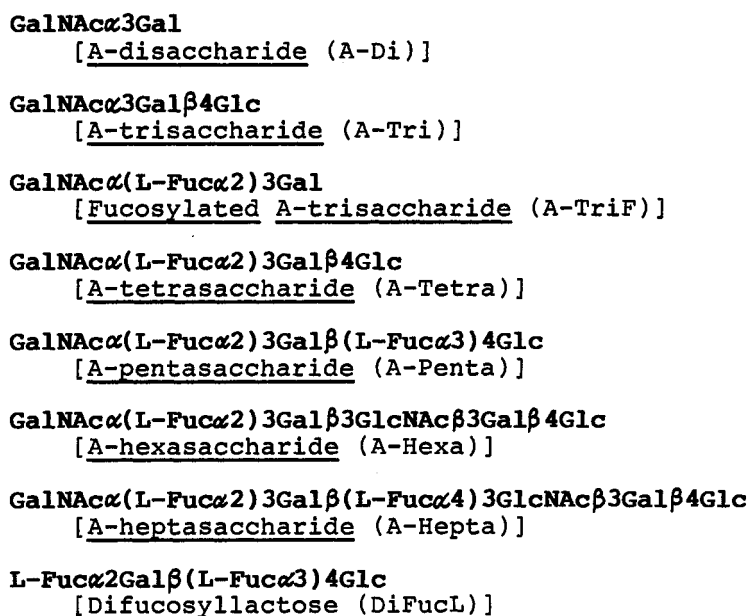 GalNAcα3Gal
[A-disaccharide (A-Di)]
GalNAcα3Galβ4Glc
[A-trisaccharide (A-Tri)]
GalNAcα(L-Fucα2)3Gal
[Fucosylated A-trisaccharide (A-TriF)]
GalNAcα(L-Fucα2)3Galβ4Glc
[A-tetrasaccharide (A-Tetra)]
GalNAcα(L-Fucα2)3Galβ(L-Fucα3)4Glc
[A-pentasaccharide (A-Penta)]
GalNAcα(L-Fucα2)3Galβ3GlcNAcβ3Galβ4Glc
[A-hexasaccharide (A-Hexa)]
GalNAcα(L-Fucα2)3Galβ(L-Fucα4)3GlcNAcβ3Galβ4Glc
[A-heptasaccharide (A-Hepta)]
L-Fucα2Galβ(L-Fucα3)4Glc
[Difucosyllactose (DiFucL)]